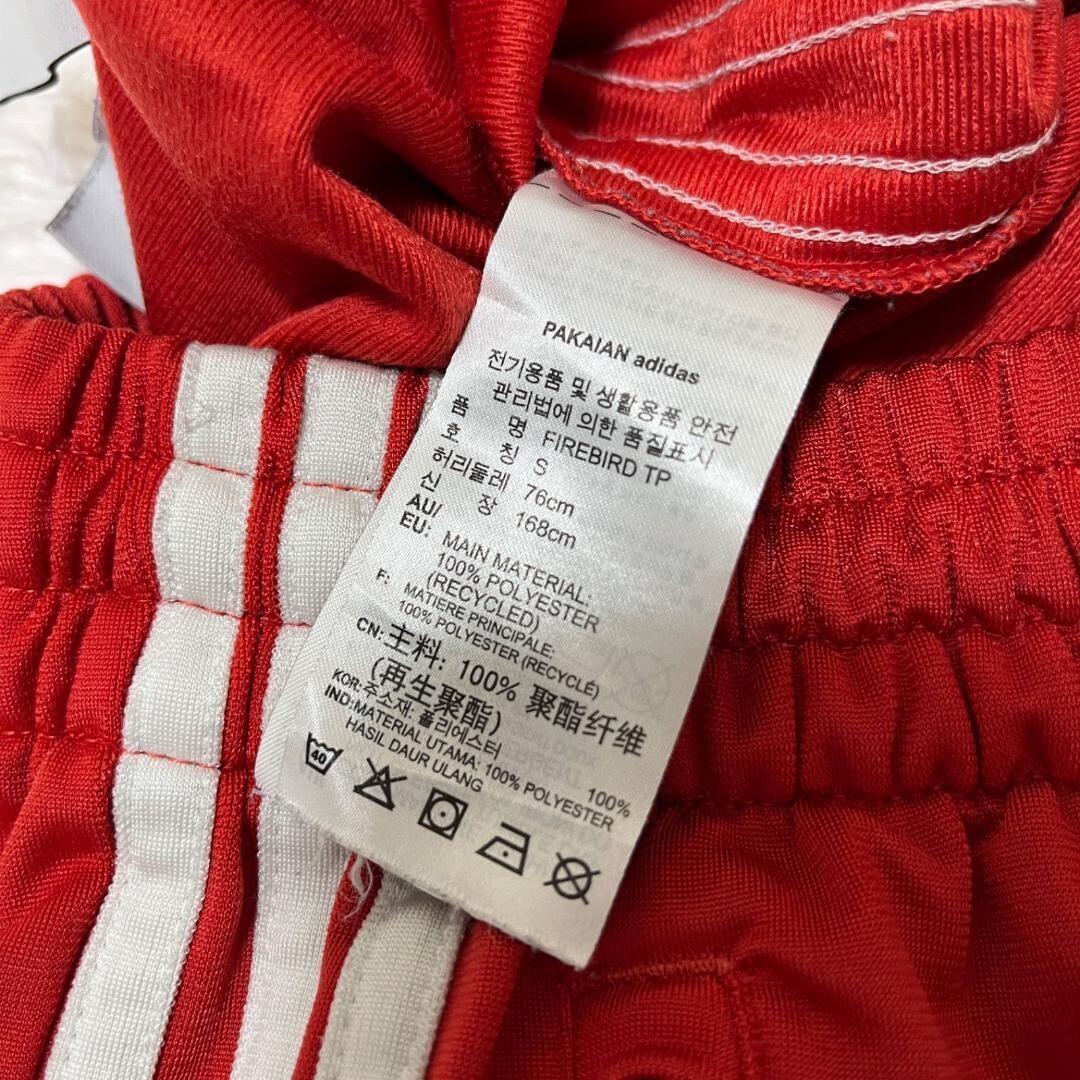 PAKAIAN adidas
전기용품 및 생활용품 안전
관리법에 의한 품질표시
품 명 FIREBIRD TP
호 칭 S
허리둘레 76cm
신 장 168cm
AU/
EU: MAIN MATERIAL:
100% POLYESTER
(RECYCLED)
F: MATIERE PRINCIPALE:
100% POLYESTER (RECYCLÉ)
CN: 主料: 100% 聚酯纤维
(再生聚酯)
KOR: 주소재: 폴리에스터 100%
IND: MATERIAL UTAMA: 100% POLYESTER
HASIL DAUR ULANG
40